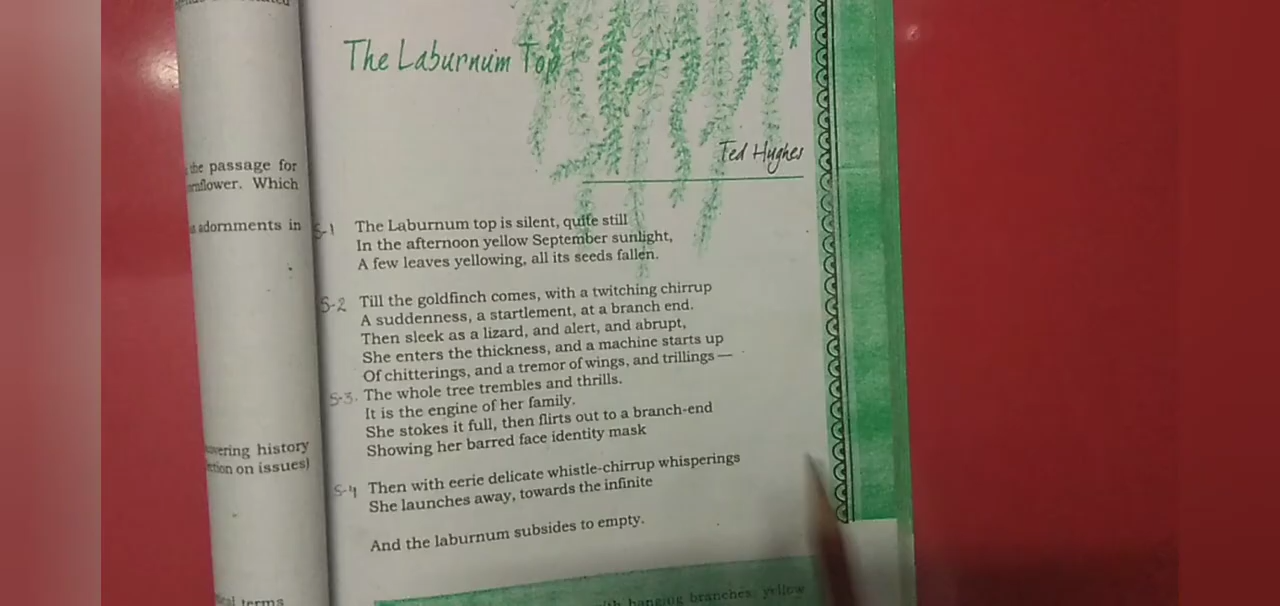 the passage for
Which
adornments in
history
on issues)
terms
The Laburnum Top
Ted Hughes
S-1 The Laburnum top is silent, quite still
In the afternoon yellow September sunlight,
A few leaves yellowing, all its seeds fallen.
S-2 Till the goldfinch comes, with a twitching chirrup
A suddenness, a startlement, at a branch end.
Then sleek as a lizard, and alert, and abrupt,
She enters the thickness, and a machine starts up
Of chitterings, and a tremor of wings, and trillings —
S-3. The whole tree trembles and thrills.
It is the engine of her family.
She stokes it full, then flirts out to a branch-end
Showing her barred face identity mask
S-4 Then with eerie delicate whistle-chirrup whisperings
She launches away, towards the infinite
And the laburnum subsides to empty.
hanging branches, yellow